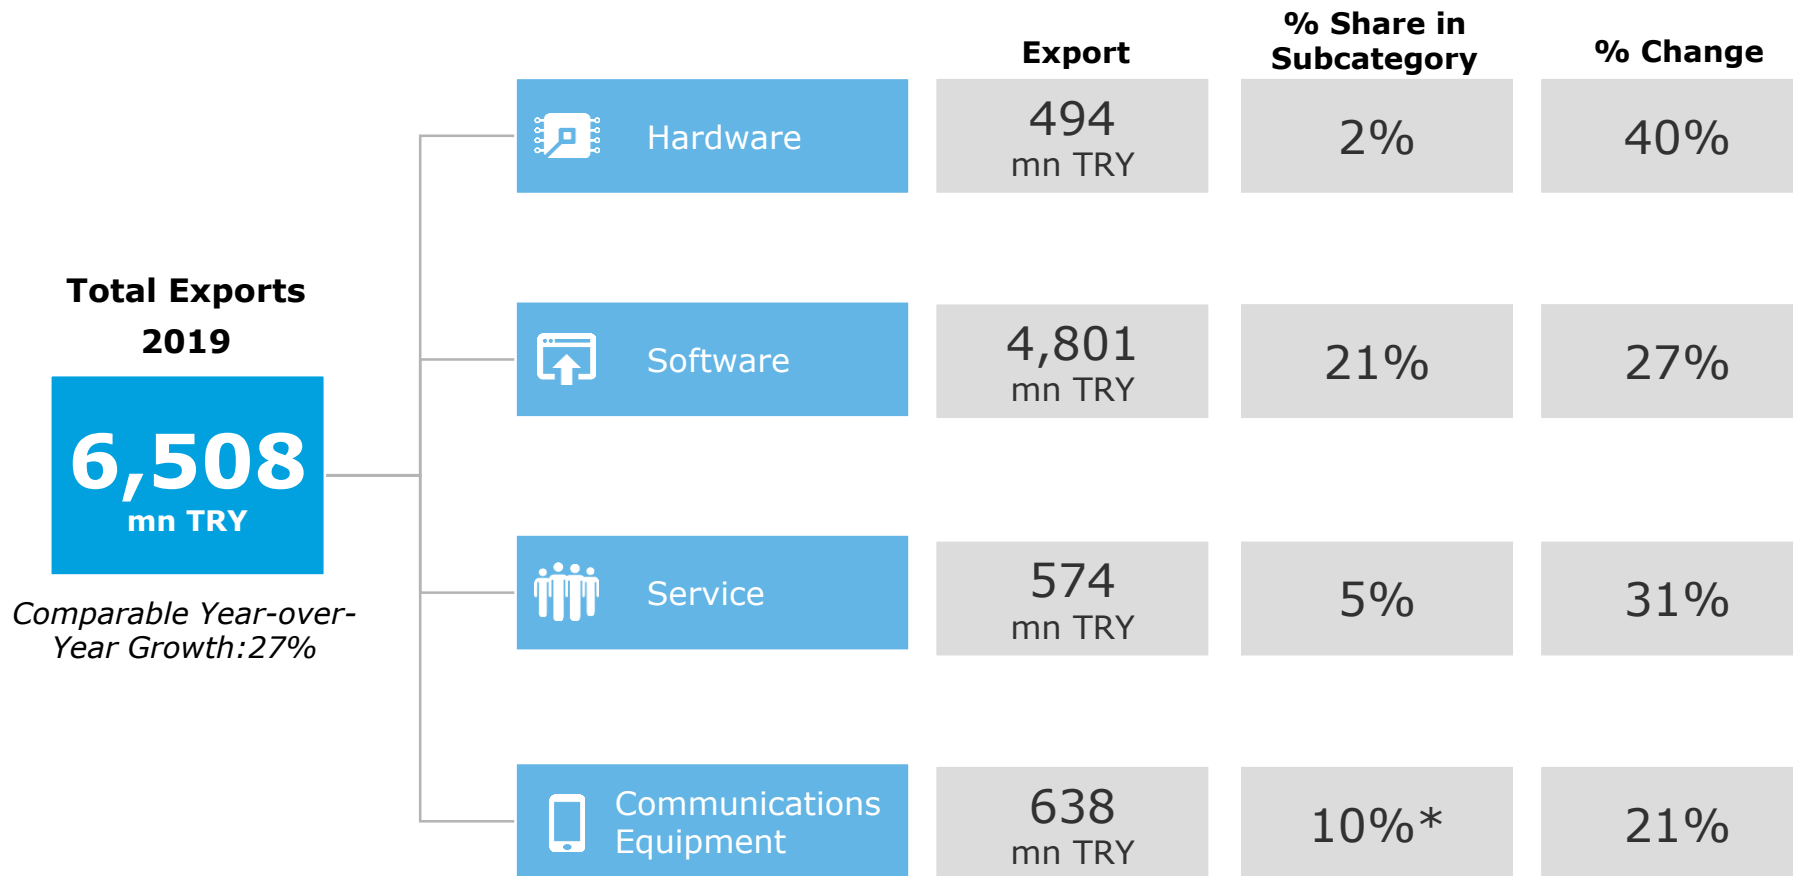 Export
% Share in
Subcategory
% Change
Hardware
494
mn TRY
2%
40%
Total Exports
2019
6,508
mn TRY
Comparable Year-over-
Year Growth:27%
Software
4,801
mn TRY
21%
27%
Service
574
mn TRY
5%
31%
Communications
Equipment
638
mn TRY
10%*
21%